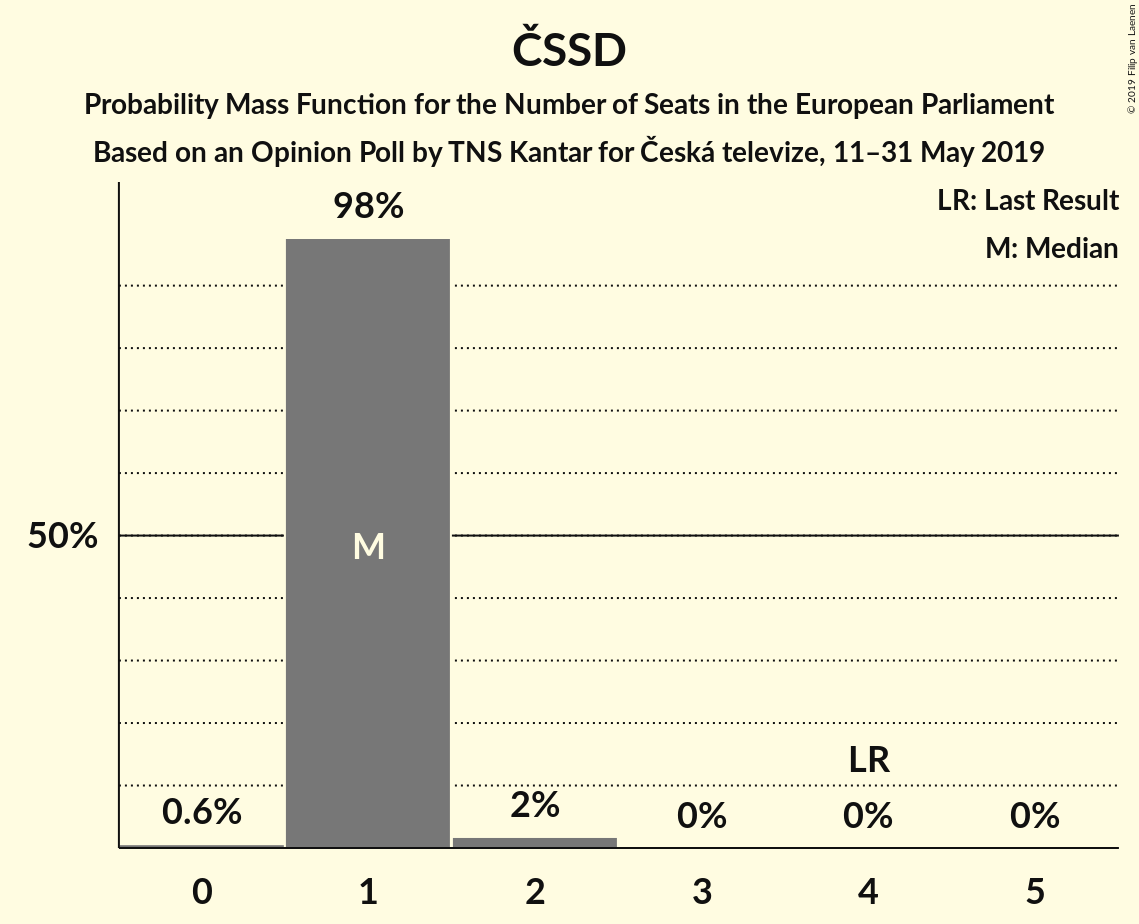 ČSSD
Probability Mass Function for the Number of Seats in the European Parliament
Based on an Opinion Poll by TNS Kantar for Česká televize, 11–31 May 2019
© 2019 Filip van Laenen
LR: Last Result
M: Median
98%
50%
M
LR
0.6%
2%
0%
0%
0%
0
1
2
3
4
5